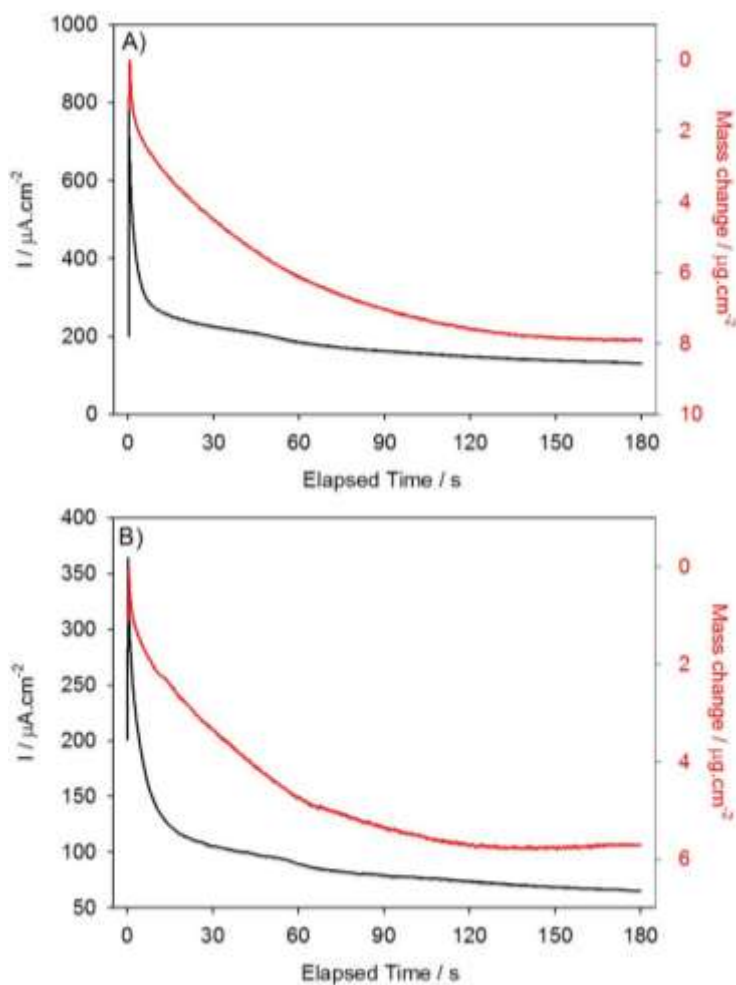 A)
1000
800
600
400
200
0
I / μA.cm-2
0
2
4
6
8
10
Mass change / μg.cm-2
0 30 60 90 120 150 180
Elapsed Time / s
B)
400
350
300
250
200
150
100
50
I / μA.cm-2
0
2
4
6
Mass change / μg.cm-2
0 30 60 90 120 150 180
Elapsed Time / s